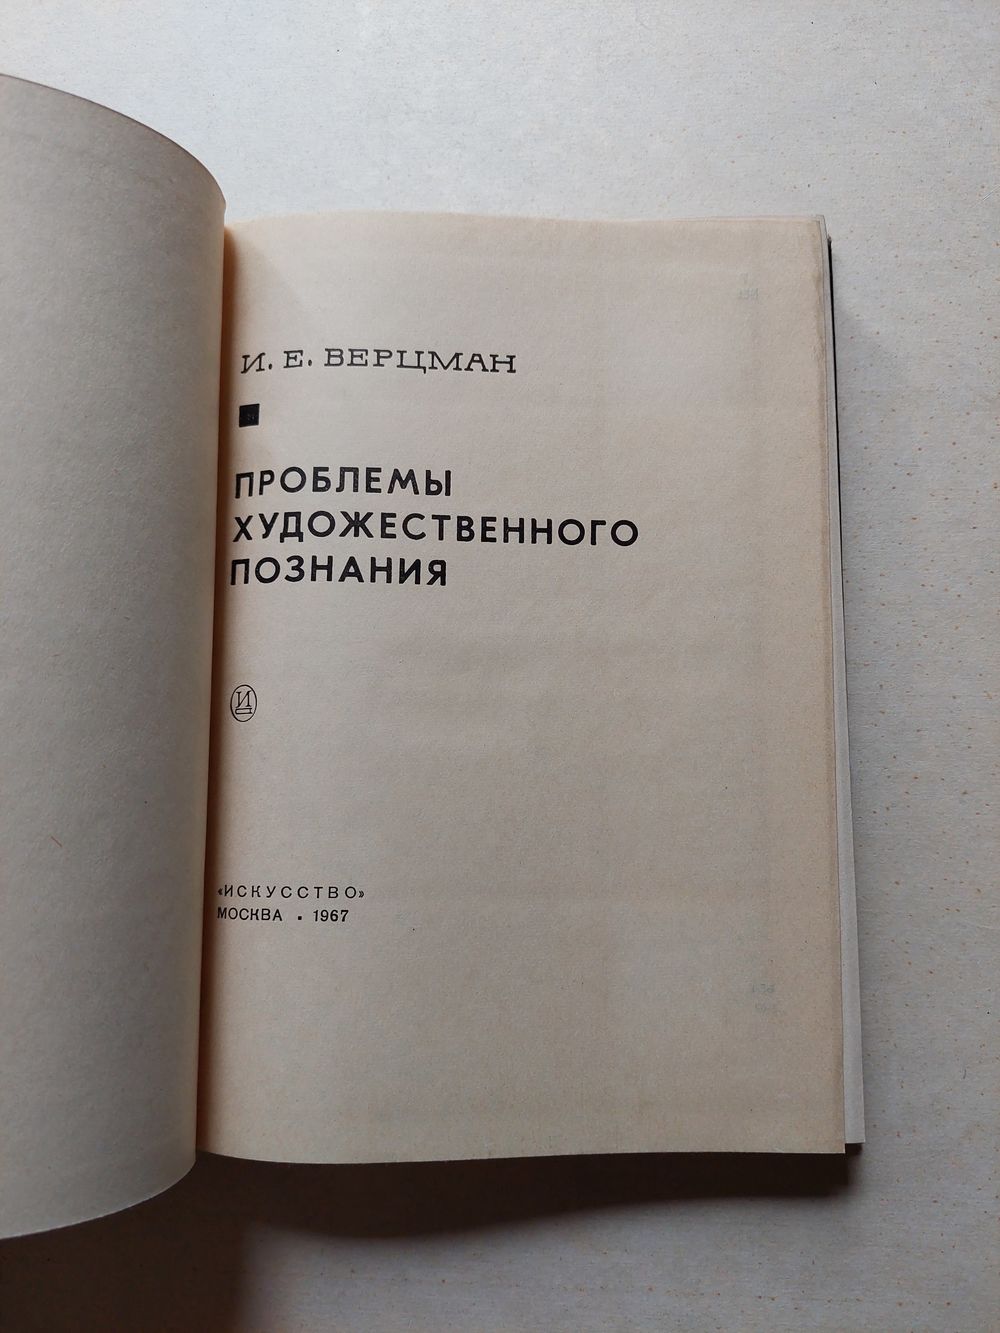 И. Е. ВЕРЦМАН
ПРОБЛЕМЫ
ХУДОЖЕСТВЕННОГО
ПОЗНАНИЯ
И
«ИСКУССТВО»
МОСКВА • 1967